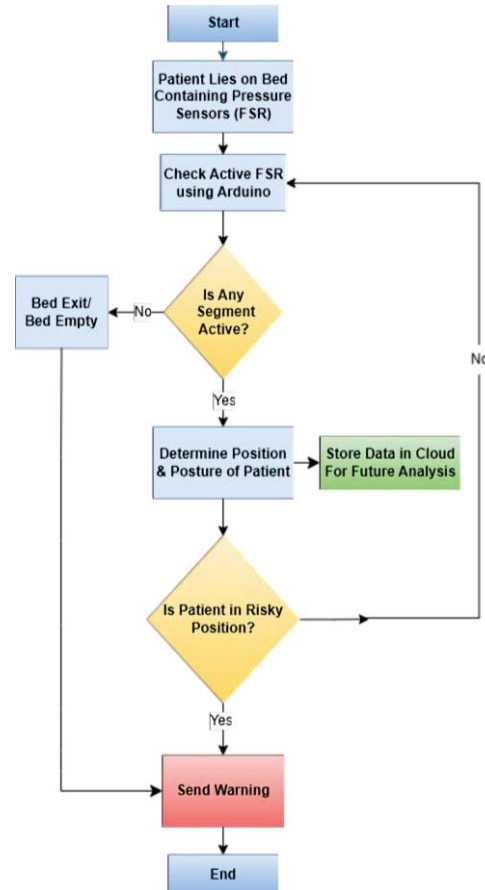 Start
Patient Lies on Bed
Containing Pressure
Sensors (FSR)
Check Active FSR
using Arduino
Is Any
Segment
Active?
No
Bed Exit/
Bed Empty
Yes
Determine Position
& Posture of Patient
Store Data in Cloud
For Future Analysis
No
Is Patient in Risky
Position?
Yes
Send Warning
End